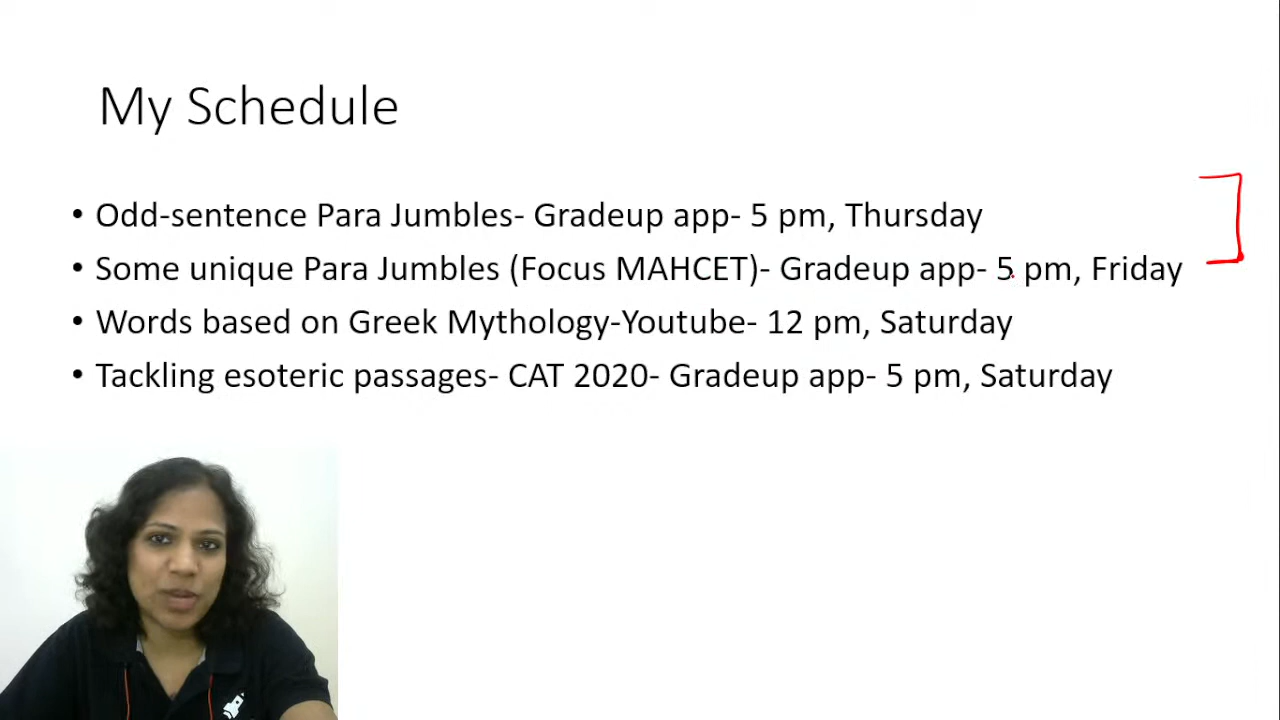 My Schedule
• Odd-sentence Para Jumbles- Gradeup app- 5 pm, Thursday
• Some unique Para Jumbles (Focus MAHCET)- Gradeup app- 5 pm, Friday
• Words based on Greek Mythology-Youtube- 12 pm, Saturday
• Tackling esoteric passages- CAT 2020- Gradeup app- 5 pm, Saturday